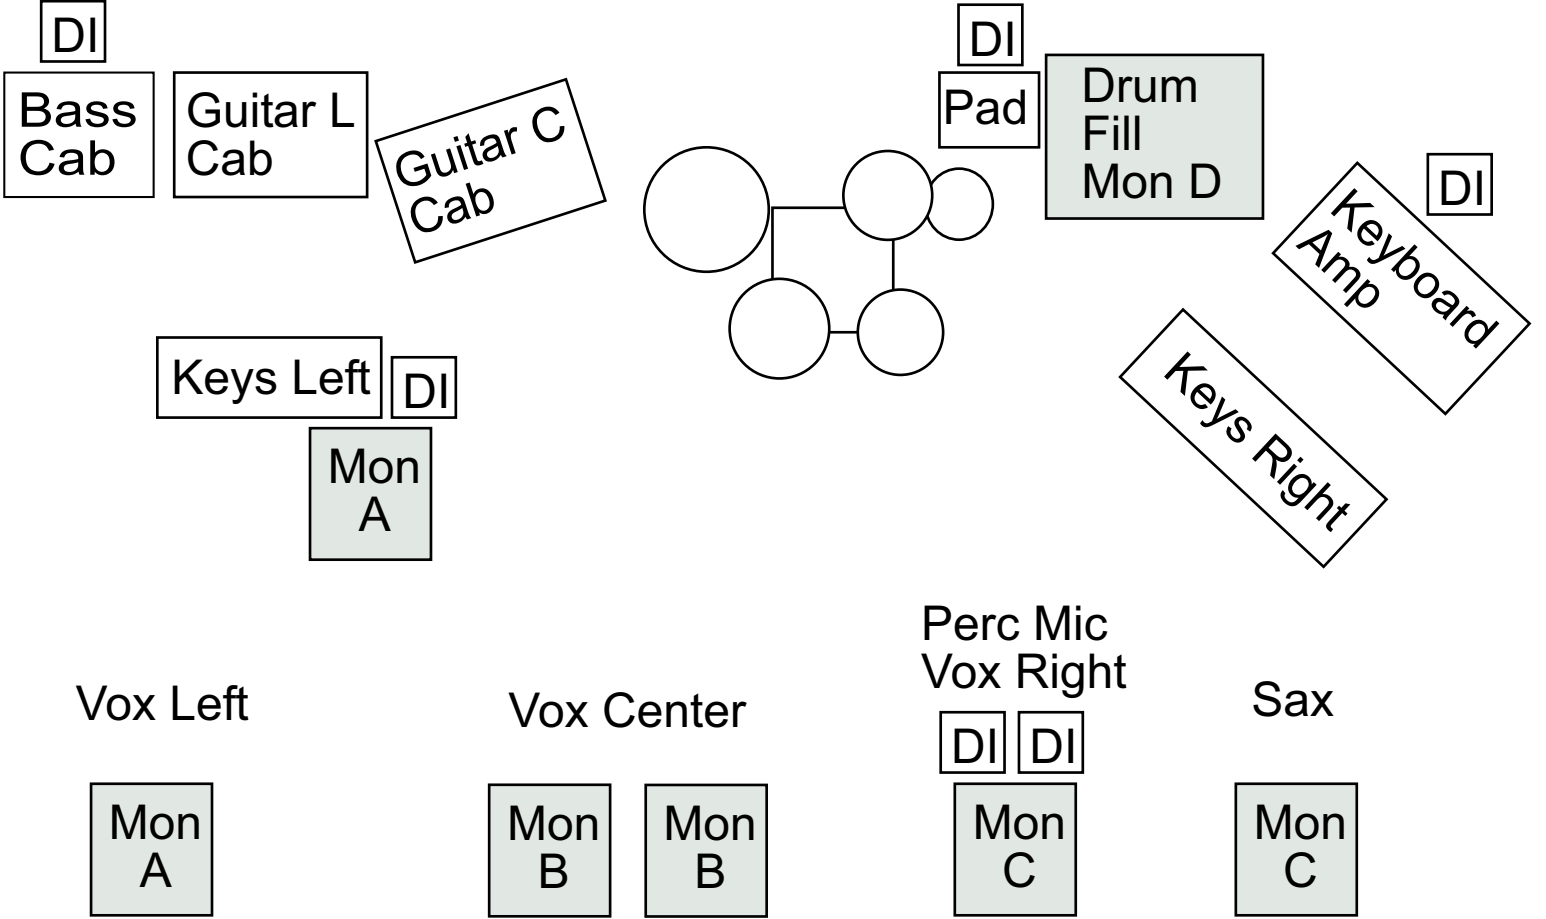 DI
Bass
Cab
Guitar L
Cab
Guitar C
Cab
DI
Pad
Drum
Fill
Mon D
DI
Keyboard
Amp
Keys Left
DI
Mon
A
Keys Right
Vox Left
Vox Center
Perc Mic
Vox Right
Sax
DI
DI
Mon
A
Mon
B
Mon
B
Mon
C
Mon
C